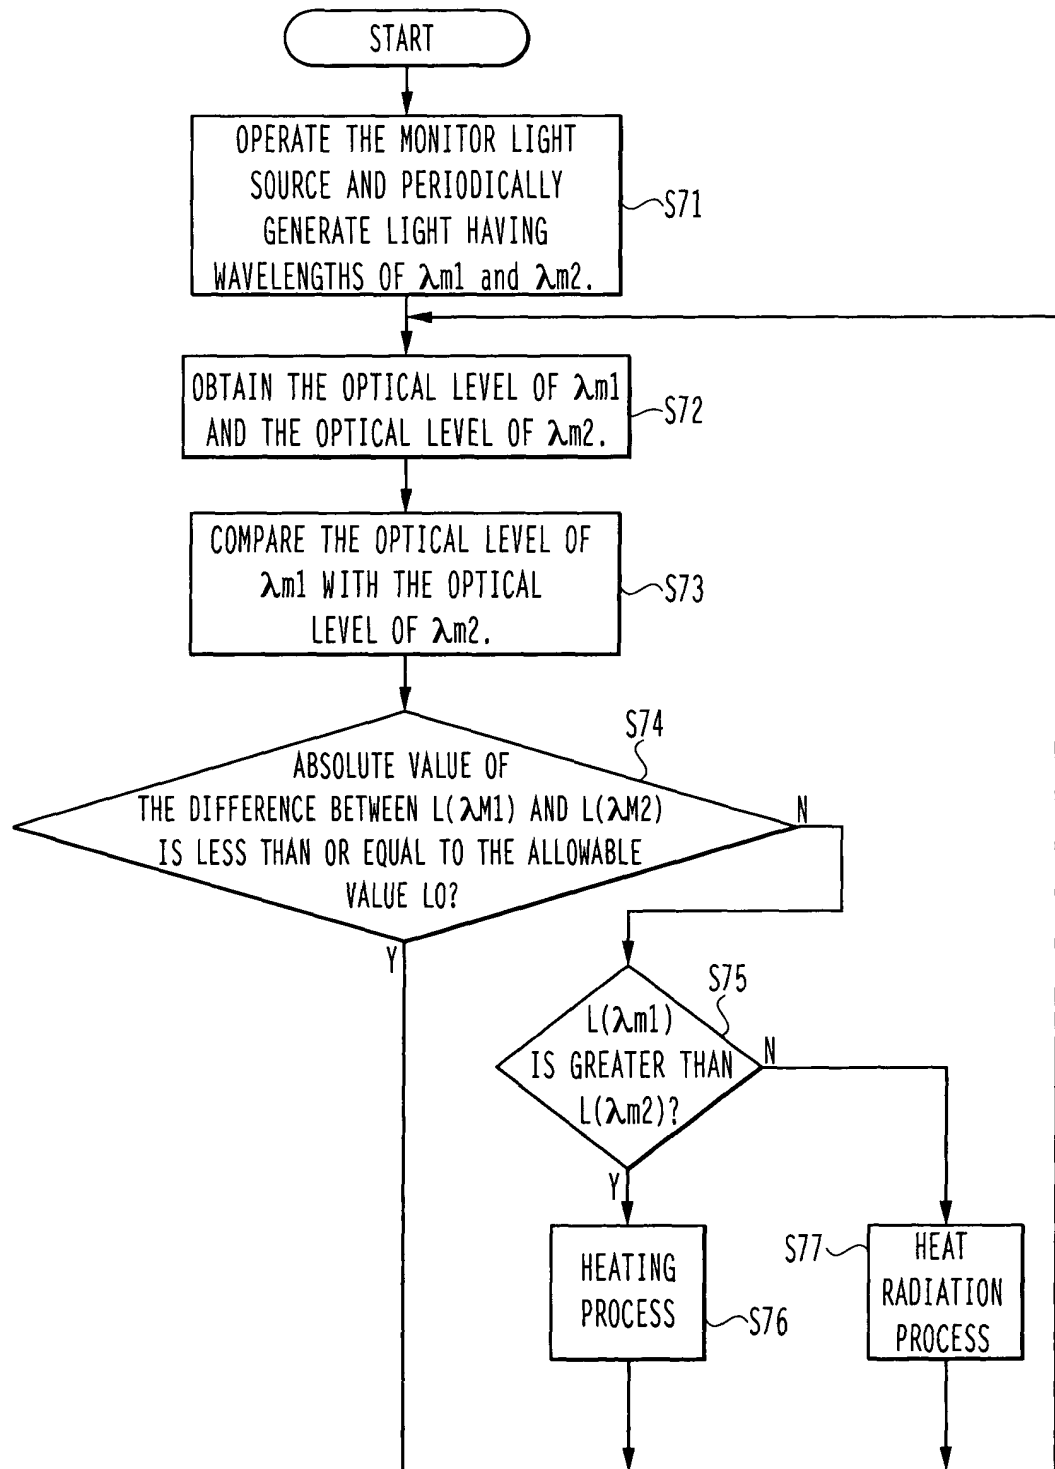 START
OPERATE THE MONITOR LIGHT
SOURCE AND PERIODICALLY
GENERATE LIGHT HAVING
WAVELENGTHS OF λm1 and λm2.
S71
OBTAIN THE OPTICAL LEVEL OF λm1
AND THE OPTICAL LEVEL OF λm2.
S72
COMPARE THE OPTICAL LEVEL OF
λm1 WITH THE OPTICAL
LEVEL OF λm2.
S73
S74
ABSOLUTE VALUE OF
THE DIFFERENCE BETWEEN L(λM1) AND L(λM2)
IS LESS THAN OR EQUAL TO THE ALLOWABLE
VALUE LO?
N
Y
S75
L(λm1)
IS GREATER THAN
L(λm2)?
N
Y
HEATING
PROCESS
S76
S77
HEAT
RADIATION
PROCESS